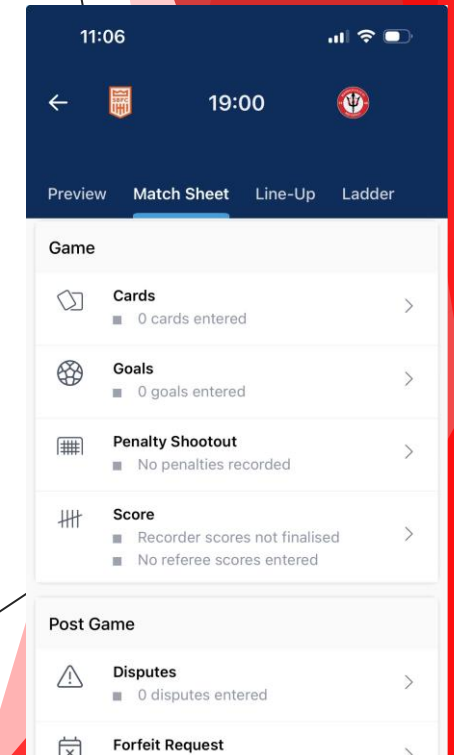 11:06
SRFC
19:00
Preview Match Sheet Line-Up Ladder
Game
Cards
0 cards entered
Goals
0 goals entered
Penalty Shootout
No penalties recorded
Score
Recorder scores not finalised
No referee scores entered
Post Game
Disputes
0 disputes entered
Forfeit Request